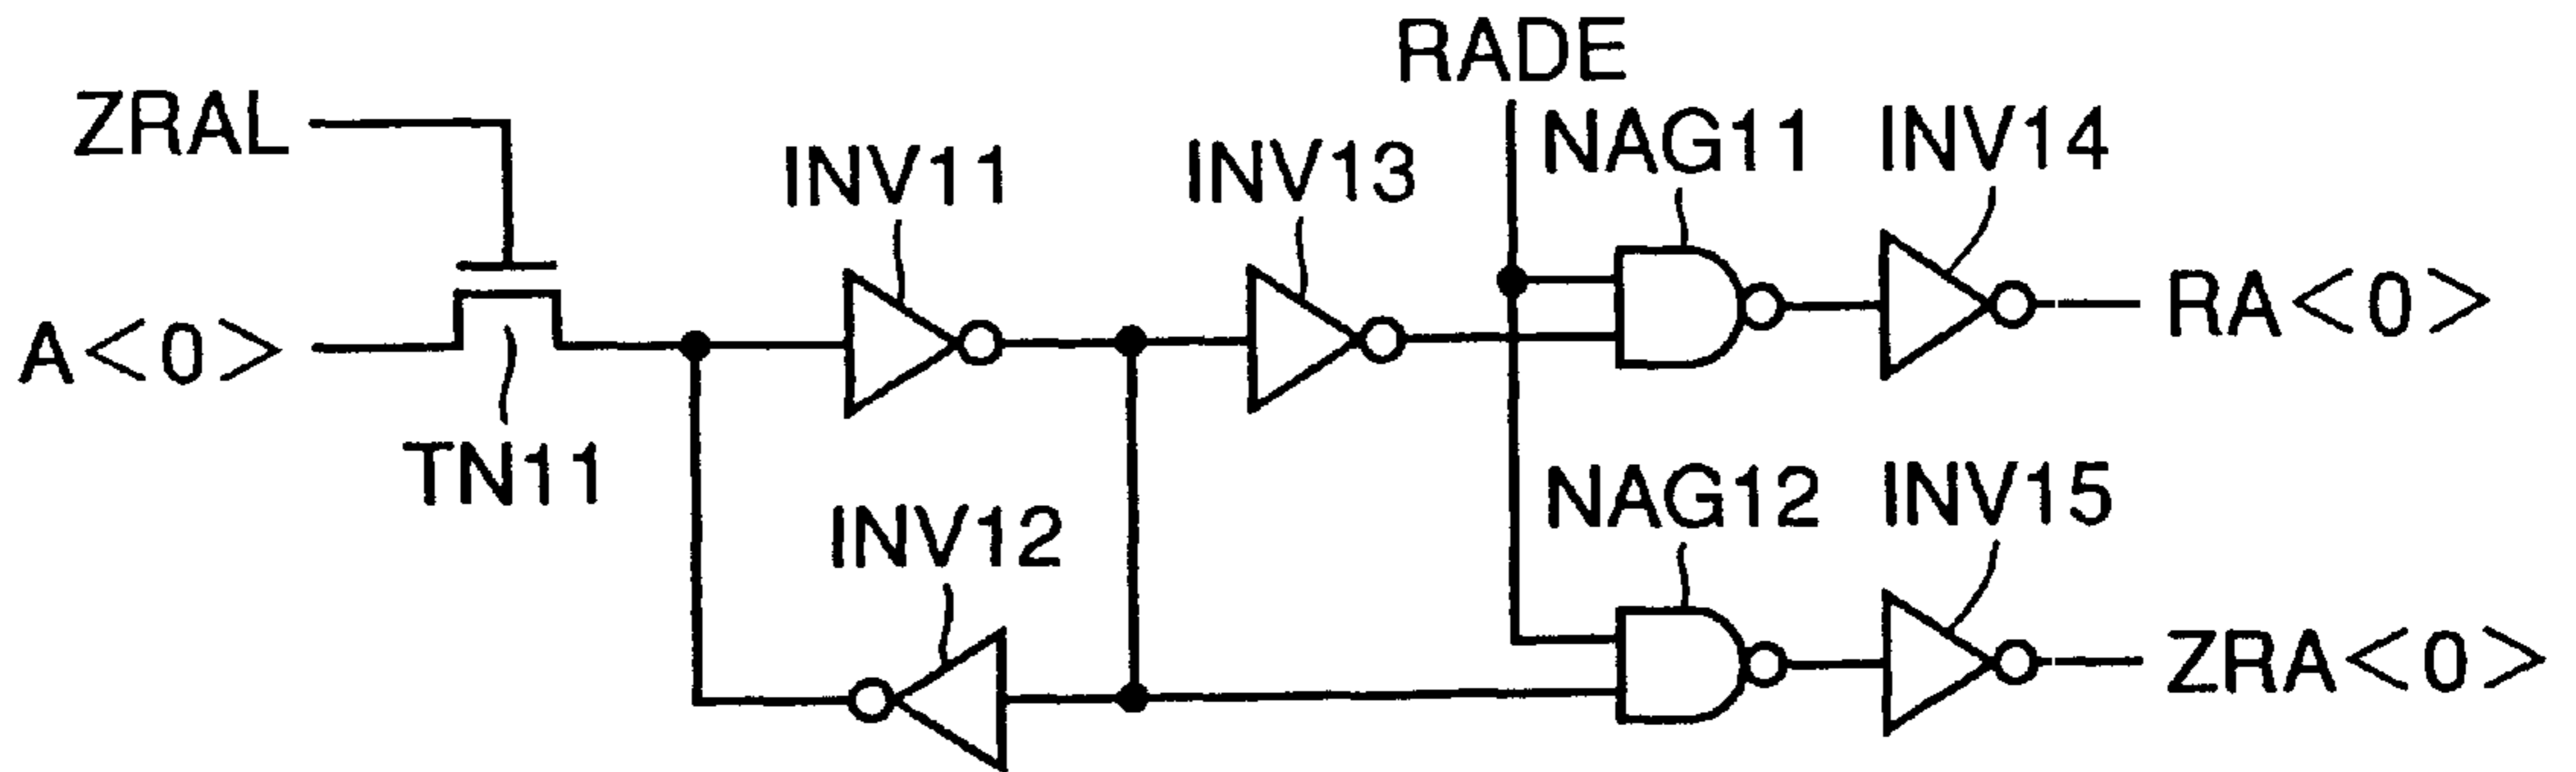 RADE
ZRAL
NAG11
INV14
INV11
INV13
A<0>
RA<0>
TN11
NAG12
INV15
INV12
ZRA<0>